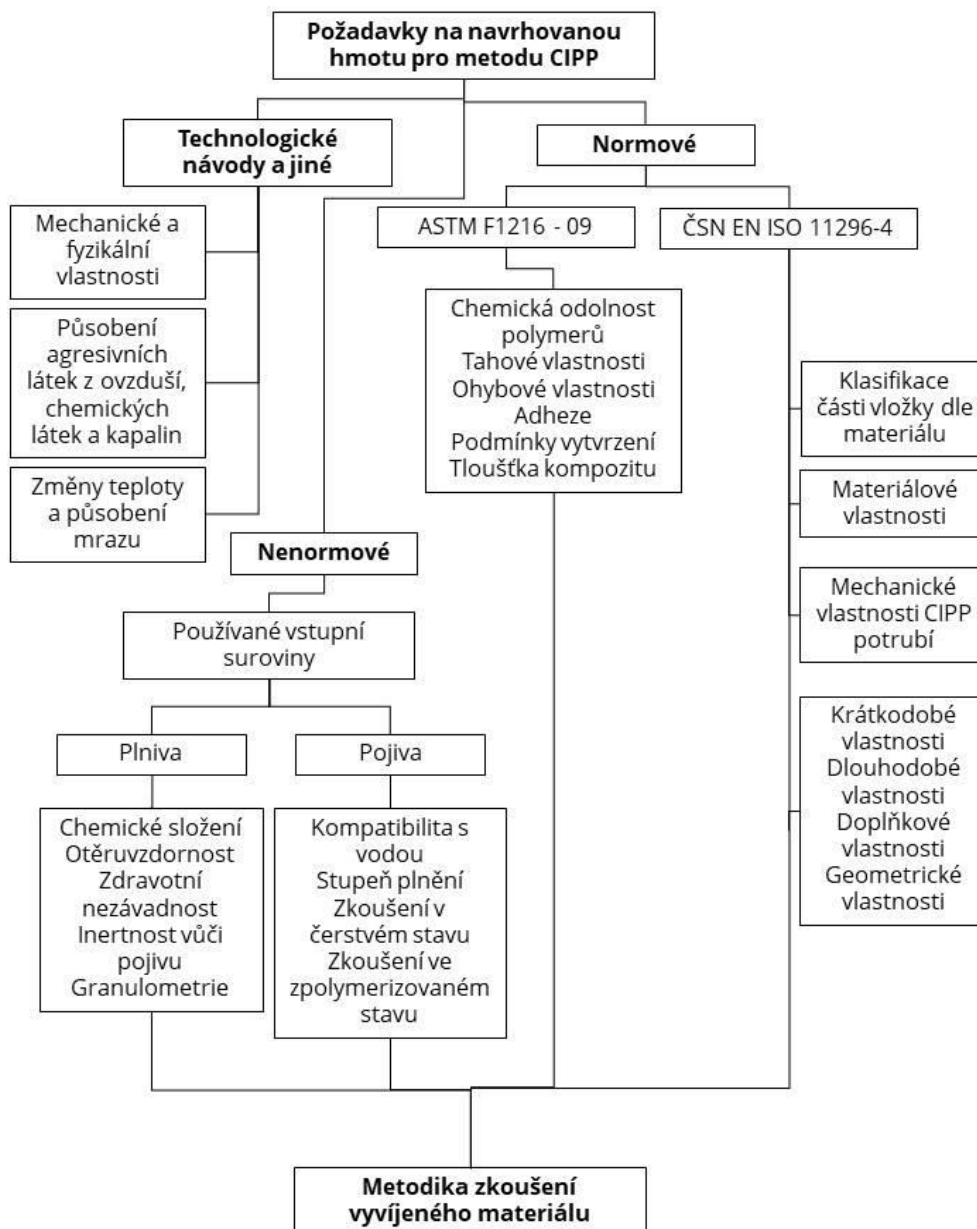 Požadavky na navrhovanou
hmotu pro metodu CIPP
Technologické
návody a jiné
Normové
Mechanické a
fyzikální
vlastnosti
ASTM F1216 - 09
ČSN EN ISO 11296-4
Působení
agresivních
látek z ovzduší,
chemických
látek a kapalin
Chemická odolnost
polymerů
Tahové vlastnosti
Ohybové vlastnosti
Adheze
Podmínky vytvrzení
Tloušťka kompozitu
Klasifikace
části vložky dle
materiálu
Změny teploty
a působení
mrazu
Materiálové
vlastnosti
Nenormové
Mechanické
vlastnosti CIPP
potrubí
Používané vstupní
suroviny
Krátkodobé
vlastnosti
Dlouhodobé
vlastnosti
Doplňkové
vlastnosti
Geometrické
vlastnosti
Plniva
Pojiva
Chemické složení
Otěruvzdornost
Zdravotní
nezávadnost
Inertnost vůči
pojivu
Granulometrie
Kompatibilita s
vodou
Stupeň plnění
Zkoušení v
čerstvém stavu
Zkoušení ve
zpolymerizovaném
stavu
Metodika zkoušení
vyvíjeného materiálu